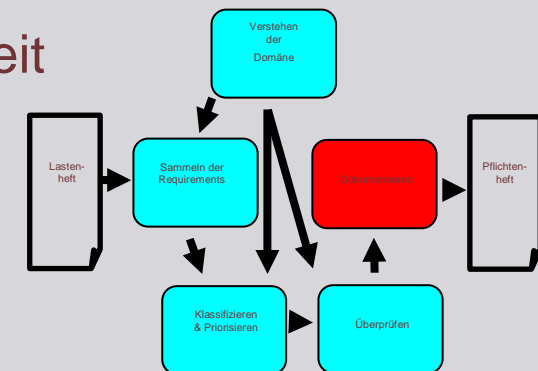 eit
Verstehen
der
Domäne
Lasten-
heft
Sammeln der
Requirements
Pflichten-
heft
Klassifizieren
& Priorisieren
Überprüfen